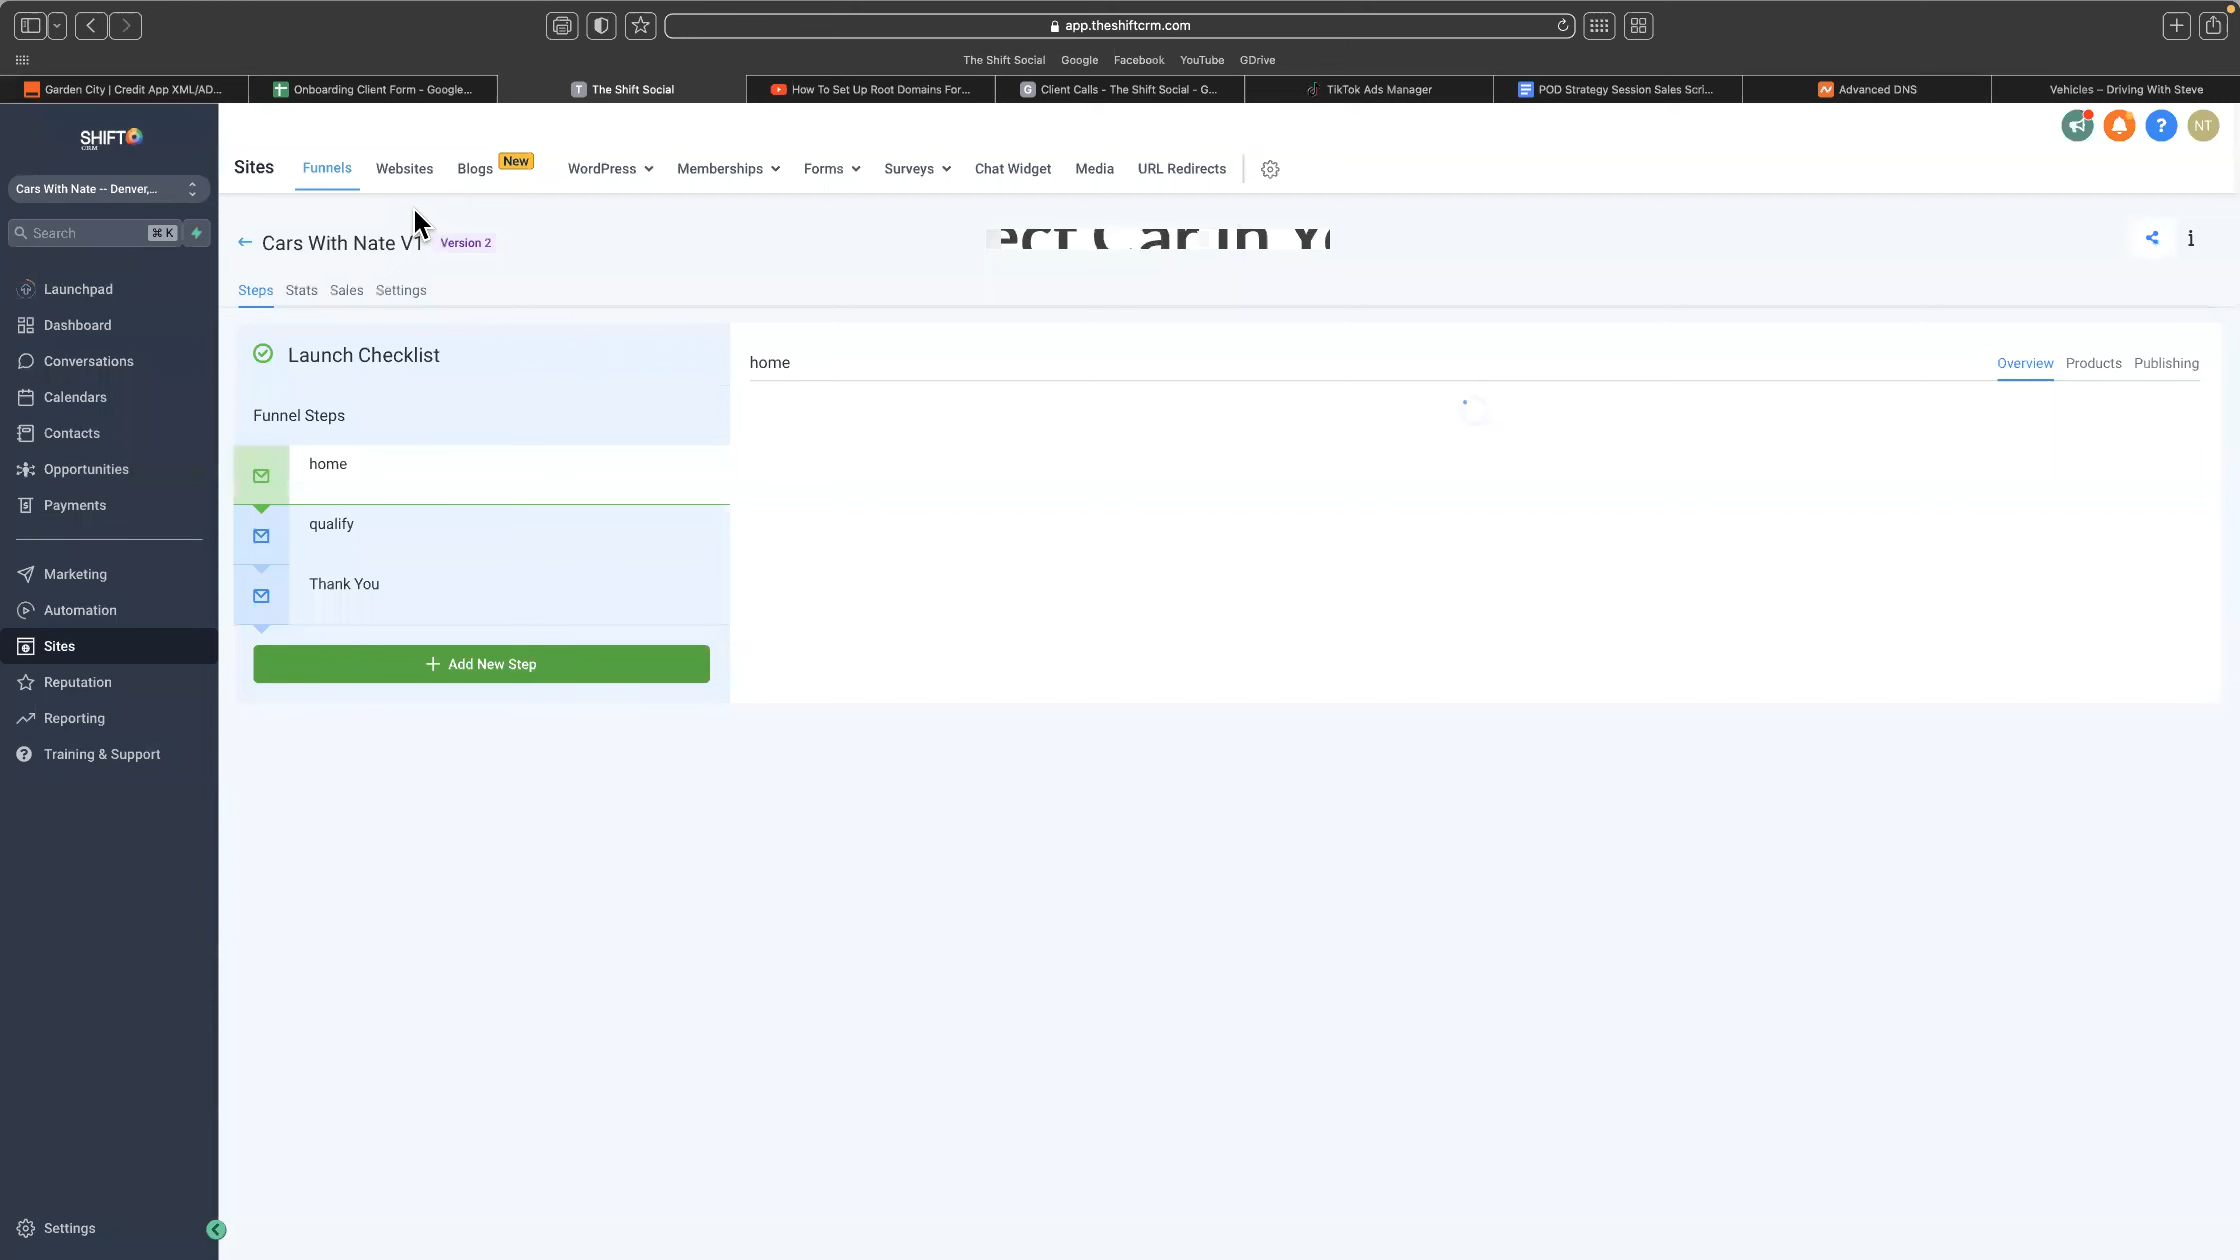 app.theshiftcrm.com
The Shift Social Google Facebook YouTube GDrive
Garden City | Credit App XML/AD...
Onboarding Client Form - Google...
The Shift Social
How To Set Up Root Domains For...
Client Calls - The Shift Social - G...
TikTok Ads Manager
POD Strategy Session Sales Scri...
Advanced DNS
Vehicles – Driving With Steve
SHIFT
CRM
Cars With Nate -- Denver,...
Search ⌘ K
Launchpad
Dashboard
Conversations
Calendars
Contacts
Opportunities
Payments
Marketing
Automation
Sites
Reputation
Reporting
Training & Support
Settings
NT
Sites Funnels Websites Blogs New WordPress Memberships Forms Surveys Chat Widget Media URL Redirects
Cars With Nate V1 Version 2
ect Car in Y
Steps Stats Sales Settings
Launch Checklist
Funnel Steps
home
qualify
Thank You
+ Add New Step
home
Overview Products Publishing